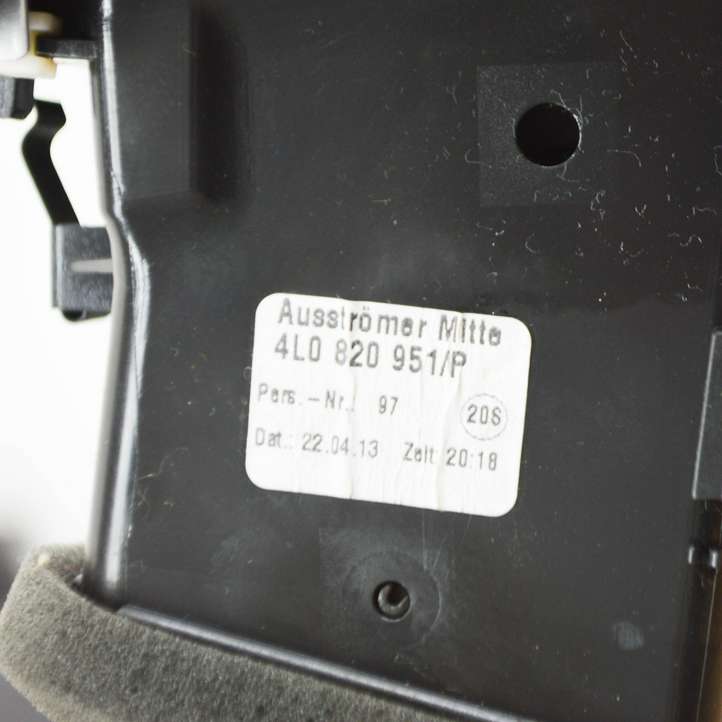 Ausströmer Mitte
4L0 820 951/P
Pers.-Nr.: 97
20S
Dat.: 22.04.13 Zeit: 20:18